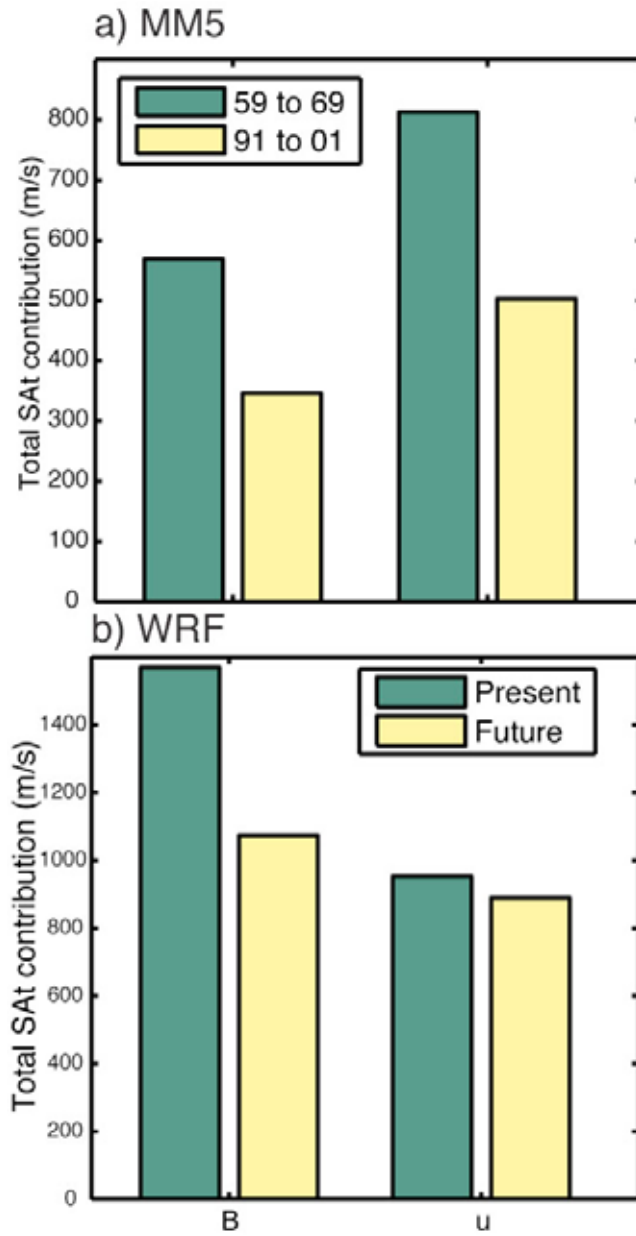 a) MM5
59 to 69
91 to 01
Total SAt contribution (m/s)
800
700
600
500
400
300
200
100
0
b) WRF
Present
Future
Total SAt contribution (m/s)
1400
1200
1000
800
600
400
200
0
B
u